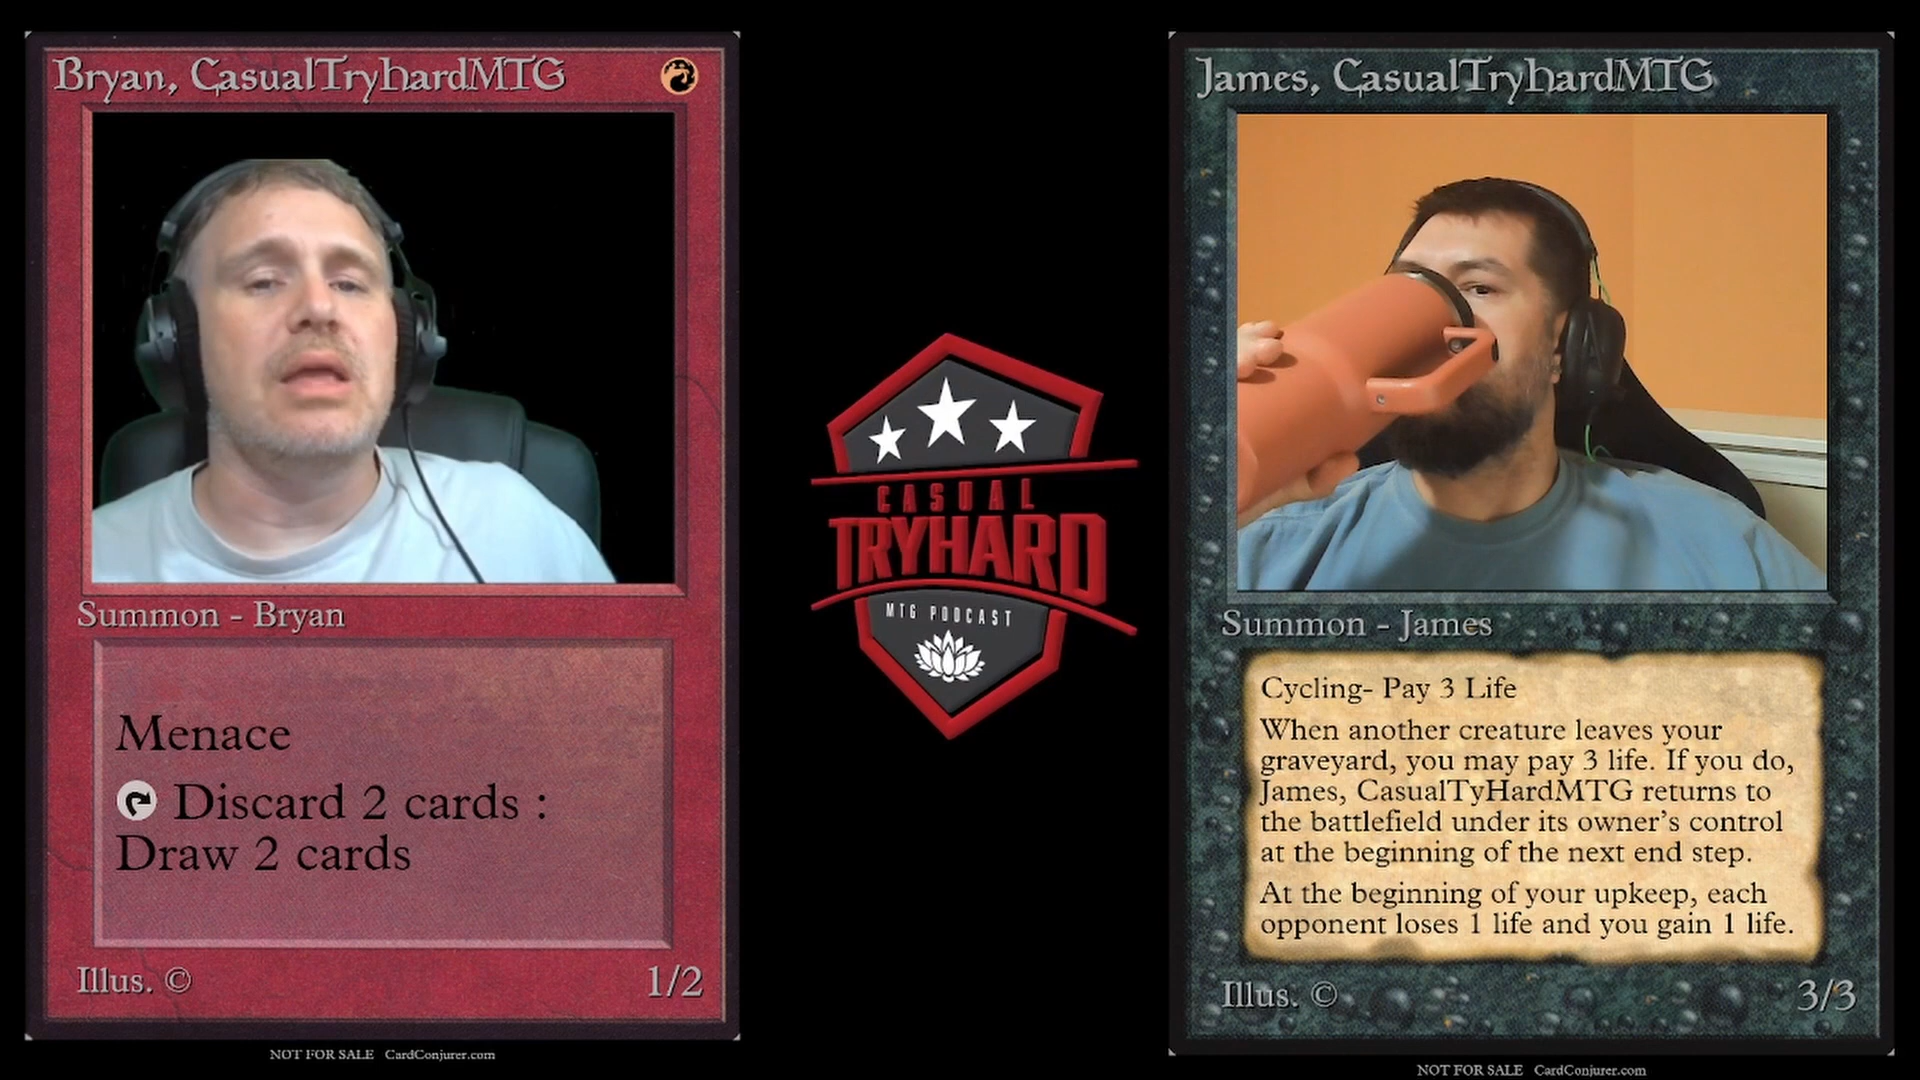 Bryan, CasualTryhardMTG
Summon - Bryan
Menace
Discard 2 cards :
Draw 2 cards
Illus. ©
1/2
NOT FOR SALE CardConjurer.com
CASUAL
TRYHARD
MTG PODCAST
James, CasualTryhardMTG
Summon - James
Cycling- Pay 3 Life
When another creature leaves your
graveyard, you may pay 3 life. If you do,
James, CasualTyHardMTG returns to
the battlefield under its owner's control
at the beginning of the next end step.
At the beginning of your upkeep, each
opponent loses 1 life and you gain 1 life.
Illus. ©
3/3
NOT FOR SALE CardConjurer.com